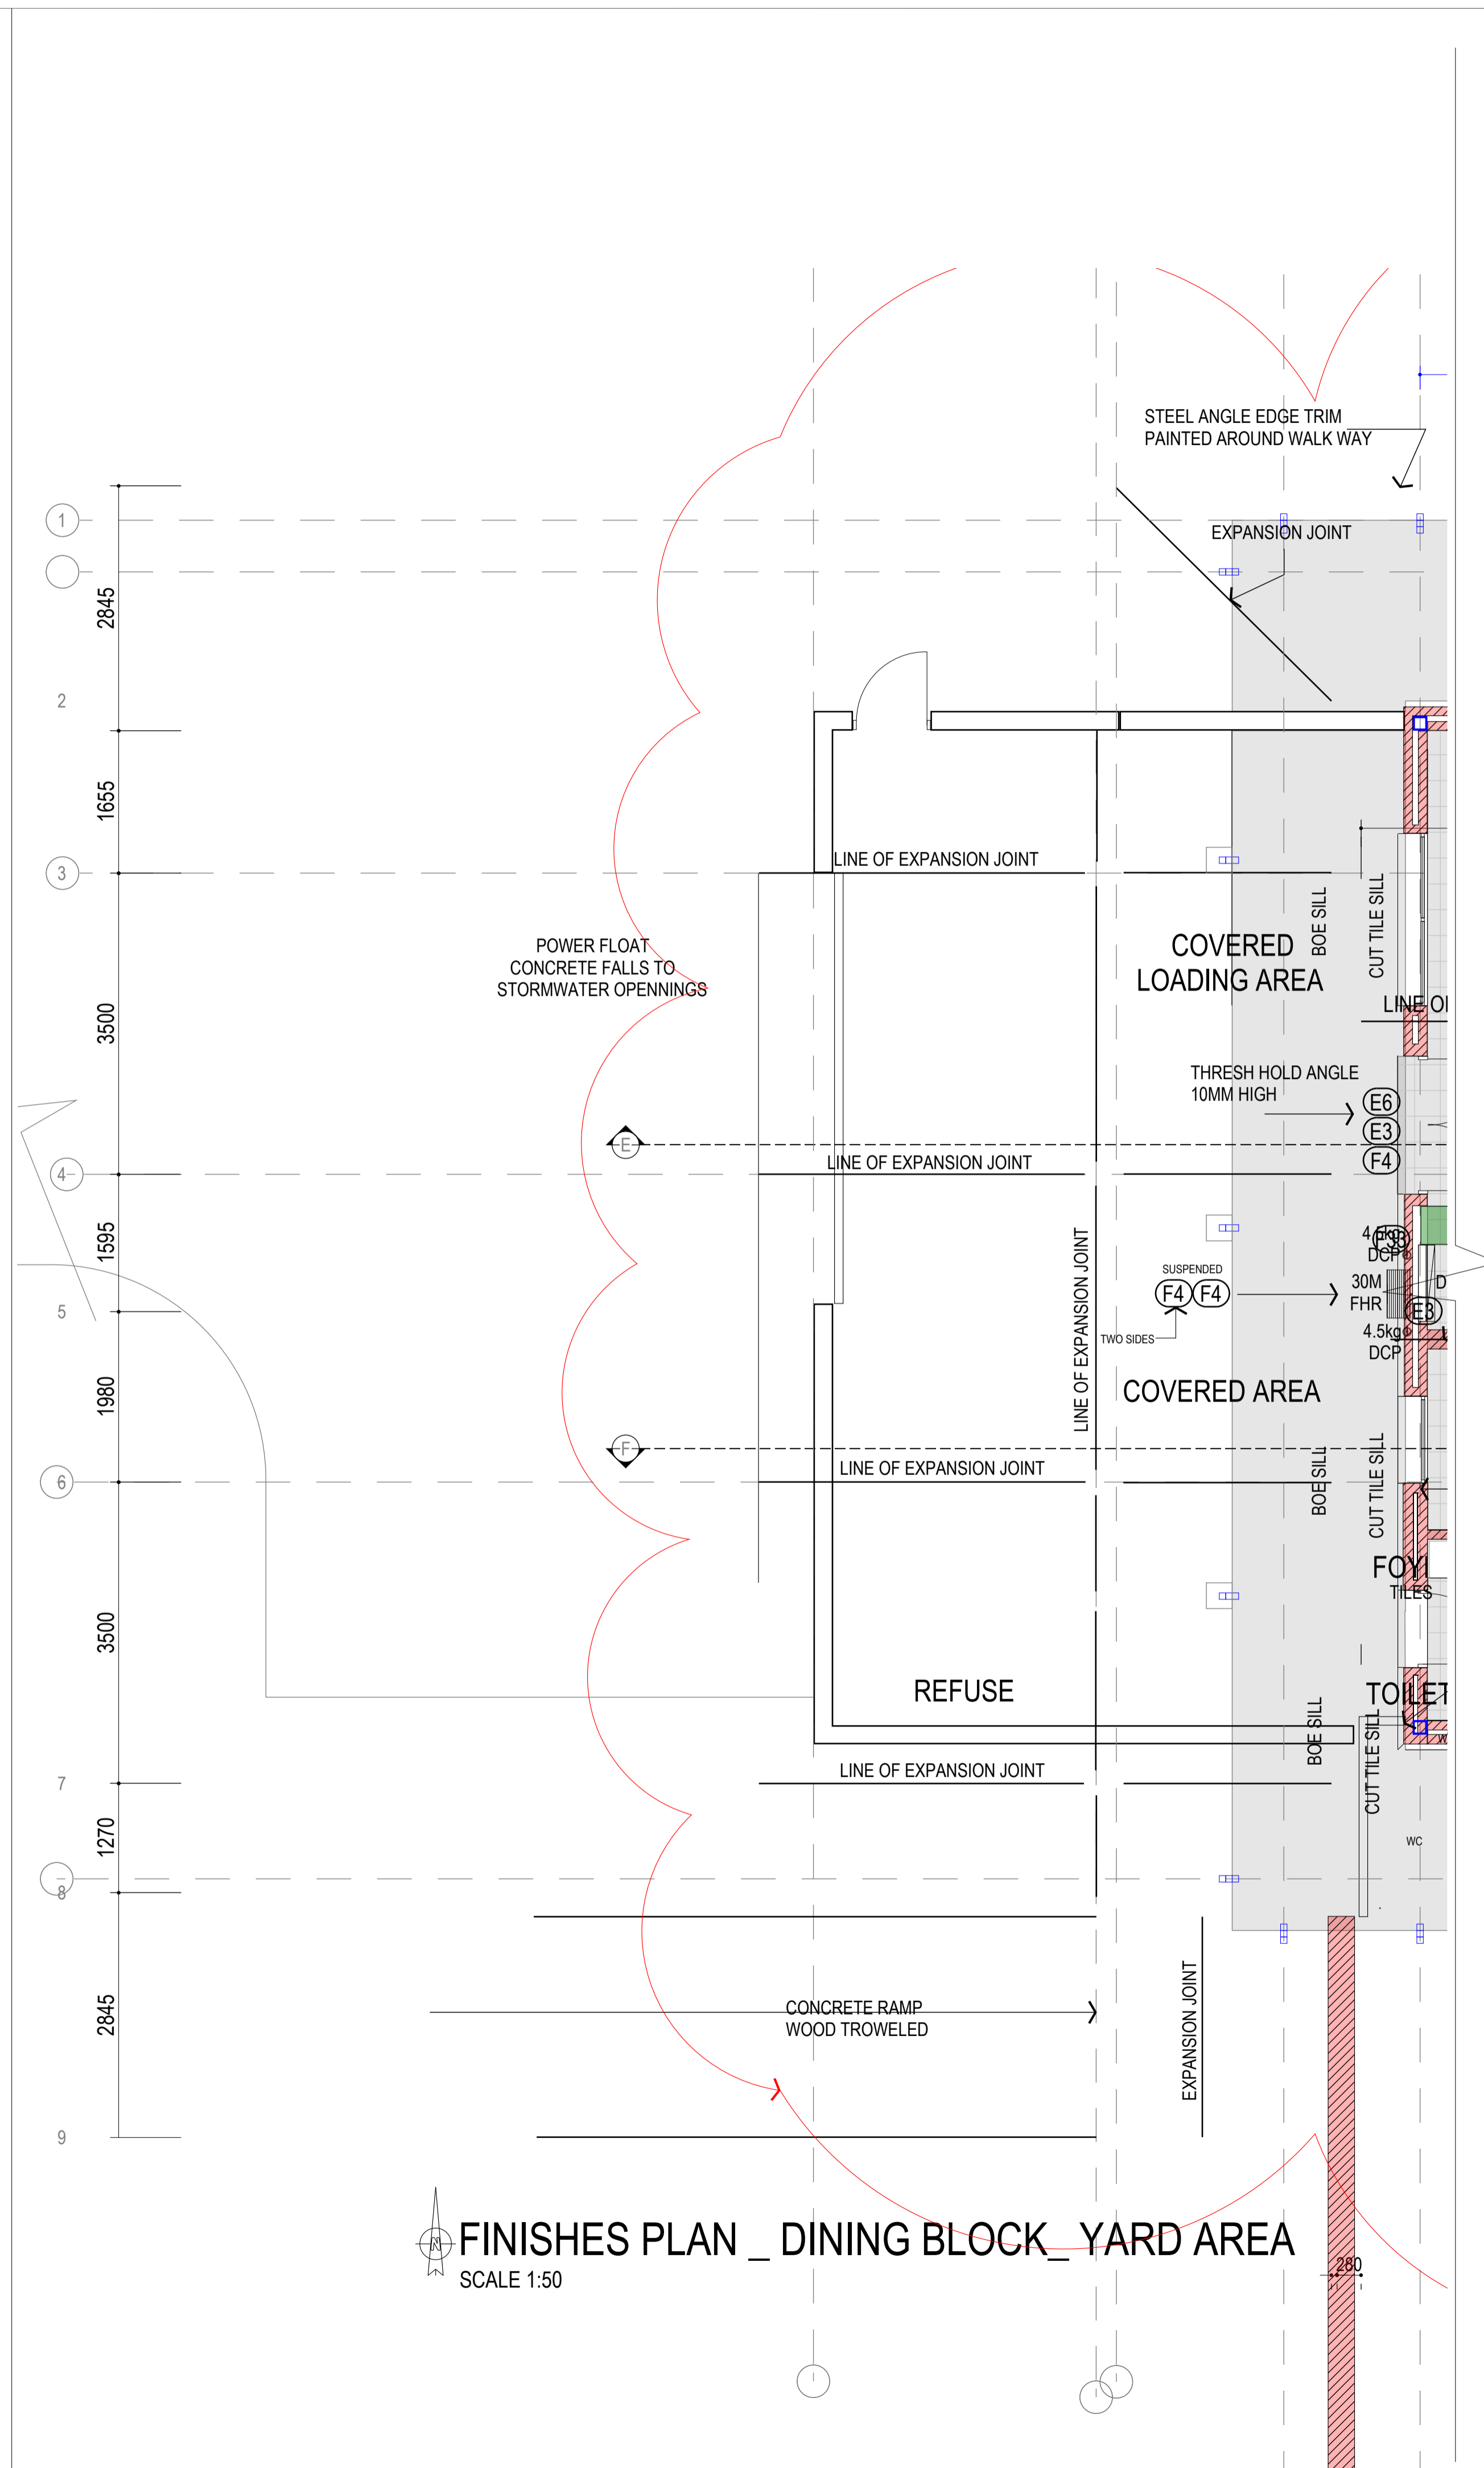 STEEL ANGLE EDGE TRIM
PAINTED AROUND WALK WAY
1
EXPANSION JOINT
2845
2
1655
3
LINE OF EXPANSION JOINT
BOE SILL
CUT TILE SILL
POWER FLOAT
CONCRETE FALLS TO
STORMWATER OPENNINGS
COVERED
LOADING AREA
3500
THRESH HOLD ANGLE
10MM HIGH
E6
E3
F4
E
4
LINE OF EXPANSION JOINT
1595
LINE OF EXPANSION JOINT
SUSPENDED
F4 F4
TWO SIDES
DCP
30M
FHR
E3
4.5kg
DCP
5
1980
COVERED AREA
F
6
LINE OF EXPANSION JOINT
BOE SILL
CUT TILE SILL
TILES
3500
REFUSE
TOILET
BOE SILL
CUT TILE SILL
7
LINE OF EXPANSION JOINT
1270
WC
8
2845
CONCRETE RAMP
WOOD TROWELED
EXPANSION JOINT
9
N
FINISHES PLAN _ DINING BLOCK_ YARD AREA
SCALE 1:50
280